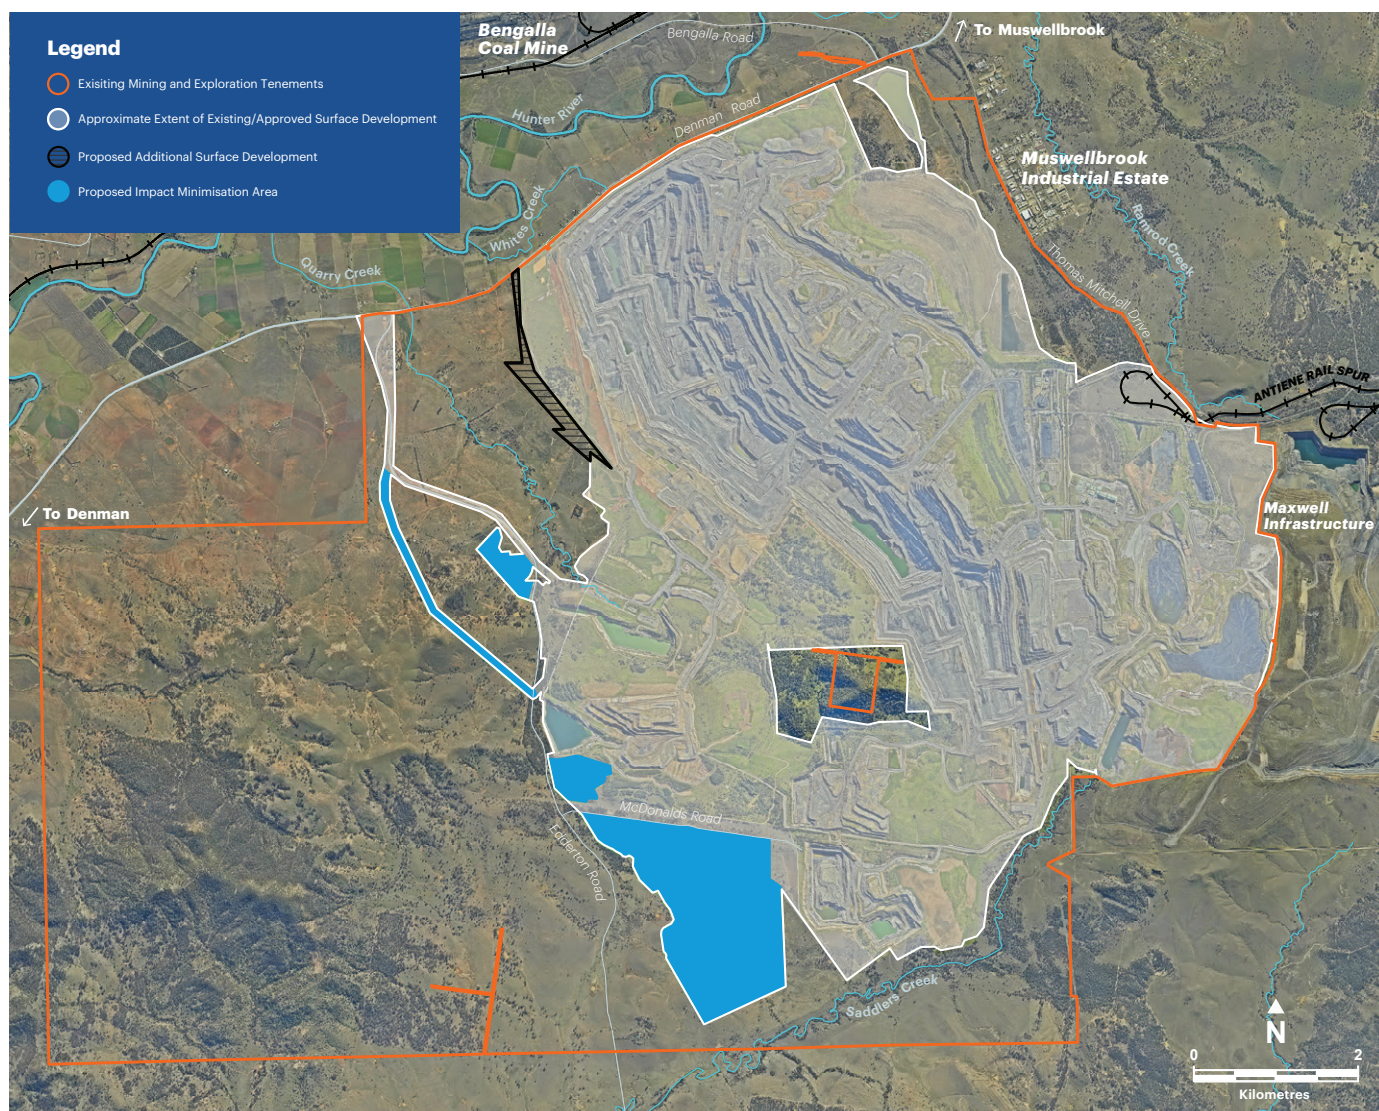 Legend
Exisiting Mining and Exploration Tenements
Approximate Extent of Existing/Approved Surface Development
Proposed Additional Surface Development
Proposed Impact Minimisation Area
Bengalla
Coal Mine
Bengalla Road
To Muswellbrook
Hunter River
Denman Road
Muswellbrook
Industrial Estate
Whites Creek
Ramrod Creek
Quarry Creek
Thomas Mitchell Drive
ANTIENE RAIL SPUR
To Denman
Maxwell
Infrastructure
McDonalds Road
Edderton Road
Saddlers Creek
N
0 2
Kilometres